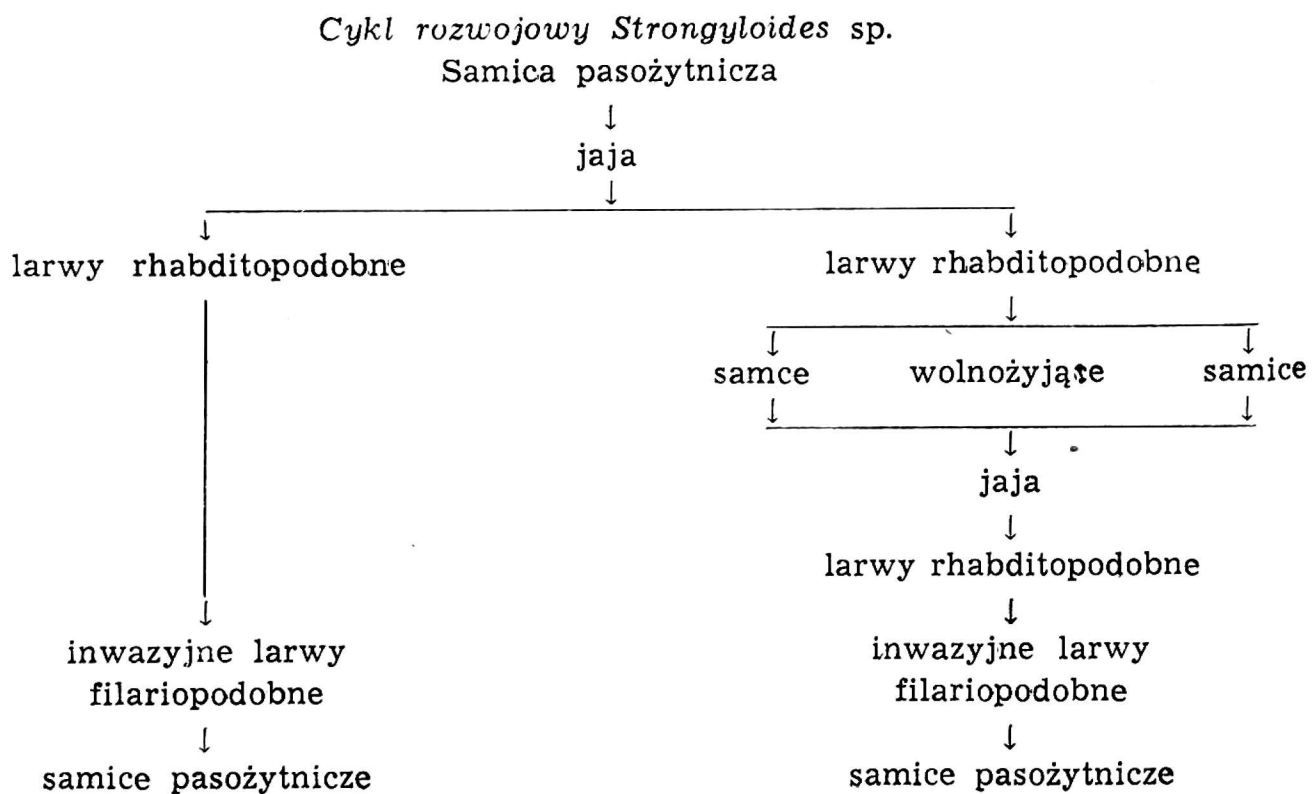 Cykl rozwojowy Strongyloides sp.
Samica pasożytnicza
↓
jaja
↓
↓ ↓
larwy rhabditopodobne larwy rhabditopodobne
↓
↓ ↓
samce wolnożyjące samice
↓ ↓
↓
jaja
↓
larwy rhabditopodobne
↓ ↓
inwazyjne larwy inwazyjne larwy
filariopodobne filariopodobne
↓ ↓
samice pasożytnicze samice pasożytnicze